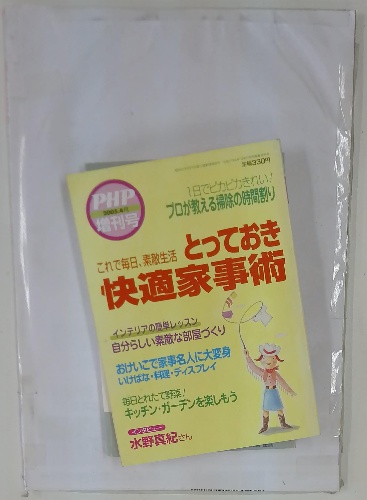 定価330円
PHP
2005.4月
増刊号
1日でピカピカきれい!
プロが教える掃除の時間割り
これで毎日、素敵生活
とっておき
快適家事術
インテリアの簡単レッスン
自分らしい素敵な部屋づくり
おけいこで家事名人に大変身
いけばな・料理・ディスプレイ
毎日とれたて野菜!
キッチン・ガーデンを楽しもう
インタビュー
水野真紀さん